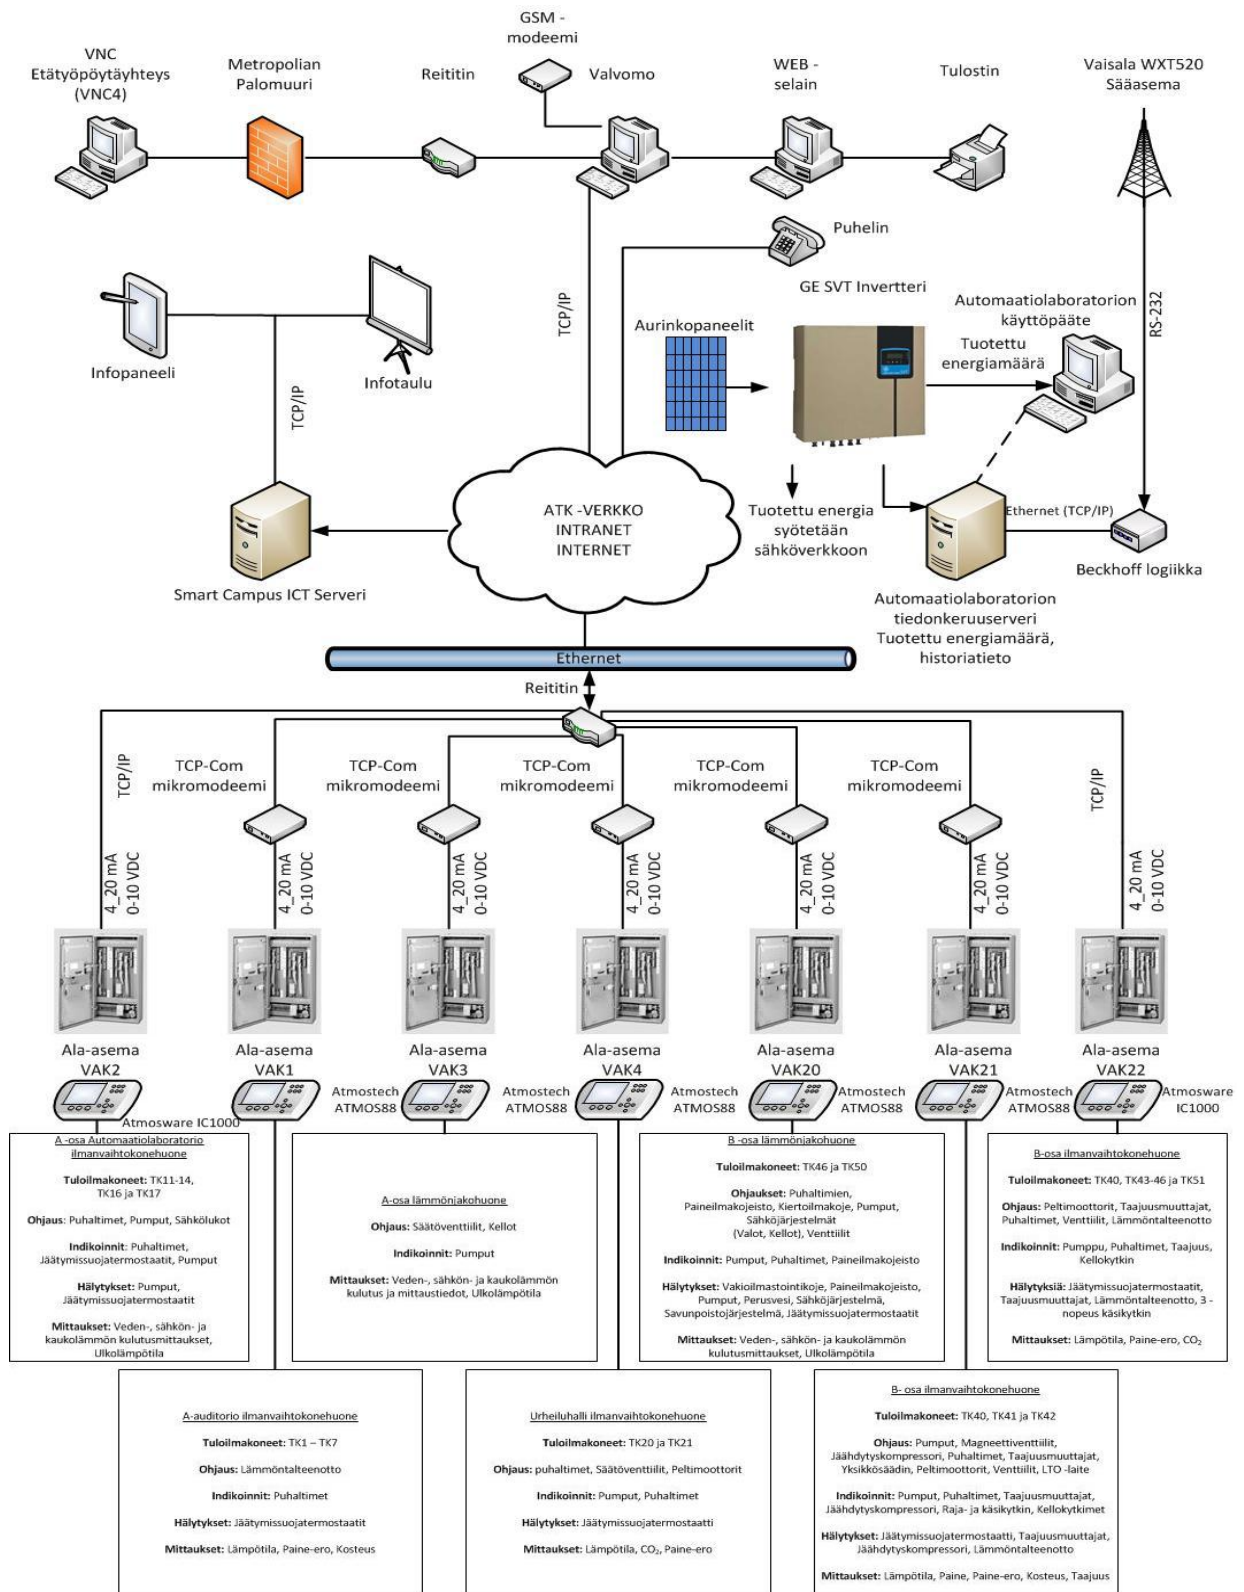 GSM -
modeemi
VNC
Etätyöpöytäyhteys
(VNC4)
Metropolian
Palomuuri
Reititin
Valvomo
WEB -
selain
Tulostin
Vaisala WXT520
Sääasema
Puhelin
TCP/IP
RS-232
GE SVT Invertteri
Aurinkopaneelit
Automaatiolaboratorion
käyttöpääte
Tuotettu
energiamäärä
Infopaneeli
Infotaulu
TCP/IP
ATK -VERKKO
INTRANET
INTERNET
Tuotettu energia
syötetään
sähköverkkoon
Ethernet (TCP/IP)
Beckhoff logiikka
Smart Campus ICT Serveri
Automaatiolaboratorion
tiedonkeruuserveri
Tuotettu energiamäärä,
historiatieto
Ethernet
Reititin
TCP/IP
TCP-Com
mikromodeemi
TCP-Com
mikromodeemi
TCP-Com
mikromodeemi
TCP-Com
mikromodeemi
TCP-Com
mikromodeemi
TCP/IP
4_20 mA
0-10 VDC
4_20 mA
0-10 VDC
4_20 mA
0-10 VDC
4_20 mA
0-10 VDC
4_20 mA
0-10 VDC
4_20 mA
0-10 VDC
4_20 mA
0-10 VDC
Ala-asema
VAK2
Ala-asema
VAK1
Ala-asema
VAK3
Ala-asema
VAK4
Ala-asema
VAK20
Ala-asema
VAK21
Ala-asema
VAK22
Atmosware IC1000
Atmostech
ATMOS88
Atmostech
ATMOS88
Atmostech
ATMOS88
Atmostech
ATMOS88
Atmostech
ATMOS88
Atmosware
IC1000
A -osa Automaatiolaboratorio
ilmanvaihtokonehuone
Tuloilmakoneet: TK11-14,
TK16 ja TK17
Ohjaus: Puhaltimet, Pumput, Sähkölukot
Indikoinnit: Puhaltimet,
Jäätymissuojatermostaatit, Pumput
Hälytykset: Pumput,
Jäätymissuojatermostaatit
Mittaukset: Veden-, sähkön- ja
kaukolämmön kulutusmittaukset,
Ulkolämpötila
A-osa lämmönjakohuone
Ohjaus: Säätöventtiilit, Kellot
Indikoinnit: Pumput
Mittaukset: Veden-, sähkön- ja kaukolämmön
kulutus ja mittaustiedot, Ulkolämpötila
B -osa lämmönjakohuone
Tuloilmakoneet: TK46 ja TK50
Ohjaukset: Puhaltimien,
Paineilmakojeisto, Kiertoilmakoje, Pumput,
Sähköjärjestelmät
(Valot, Kellot), Venttiilit
Indikoinnit: Pumput, Puhaltimet, Paineilmakojeisto
Hälytykset: Vakioilmastointikoje, Paineilmakojeisto,
Pumput, Perusvesi, Sähköjärjestelmä,
Savunpoistojärjestelmä, Jäätymissuojatermostaatit
Mittaukset: Veden-, sähkön- ja kaukolämmön
kulutusmittaukset, Ulkolämpötila
B-osa ilmanvaihtokonehuone
Tuloilmakoneet: TK40, TK43-46 ja TK51
Ohjaus: Peltimoottorit, Taajuusmuuttajat,
Puhaltimet, Venttiilit, Lämmöntalteenotto
Indikoinnit: Pumppu, Puhaltimet, Taajuus,
Kellokytkin
Hälytyksiä: Jäätymissuojatermostaatit,
Taajuusmuuttajat, Lämmöntalteenotto, 3 -
nopeus käsikytkin
Mittaukset: Lämpötila, Paine-ero, CO₂
A-auditorio ilmanvaihtokonehuone
Tuloilmakoneet: TK1 – TK7
Ohjaus: Lämmöntalteenotto
Indikoinnit: Puhaltimet
Hälytykset: Jäätymissuojatermostaatit
Mittaukset: Lämpötila, Paine-ero, Kosteus
Urheiluhalli ilmanvaihtokonehuone
Tuloilmakoneet: TK20 ja TK21
Ohjaus: puhaltimet, Säätöventtiilit, Peltimoottorit
Indikoinnit: Pumput, Puhaltimet
Hälytykset: Jäätymissuojatermostaatti
Mittaukset: Lämpötila, CO₂, Paine-ero
B- osa ilmanvaihtokonehuone
Tuloilmakoneet: TK40, TK41 ja TK42
Ohjaus: Pumput, Magneettiventtiilit,
Jäähdytyskompressori, Puhaltimet, Taajuusmuuttajat,
Yksikkösäädin, Peltimoottorit, Venttiilit, LTO -laite
Indikoinnit: Pumput, Puhaltimet, Taajuusmuuttajat,
Jäähdytyskompressori, Raja- ja käsikytkin, Kellokytkimet
Hälytykset: Jäätymissuojatermostaatti, Taajuusmuuttajat,
Jäähdytyskompressori, Lämmöntalteenotto
Mittaukset: Lämpötila, Paine, Paine-ero, Kosteus, Taajuus